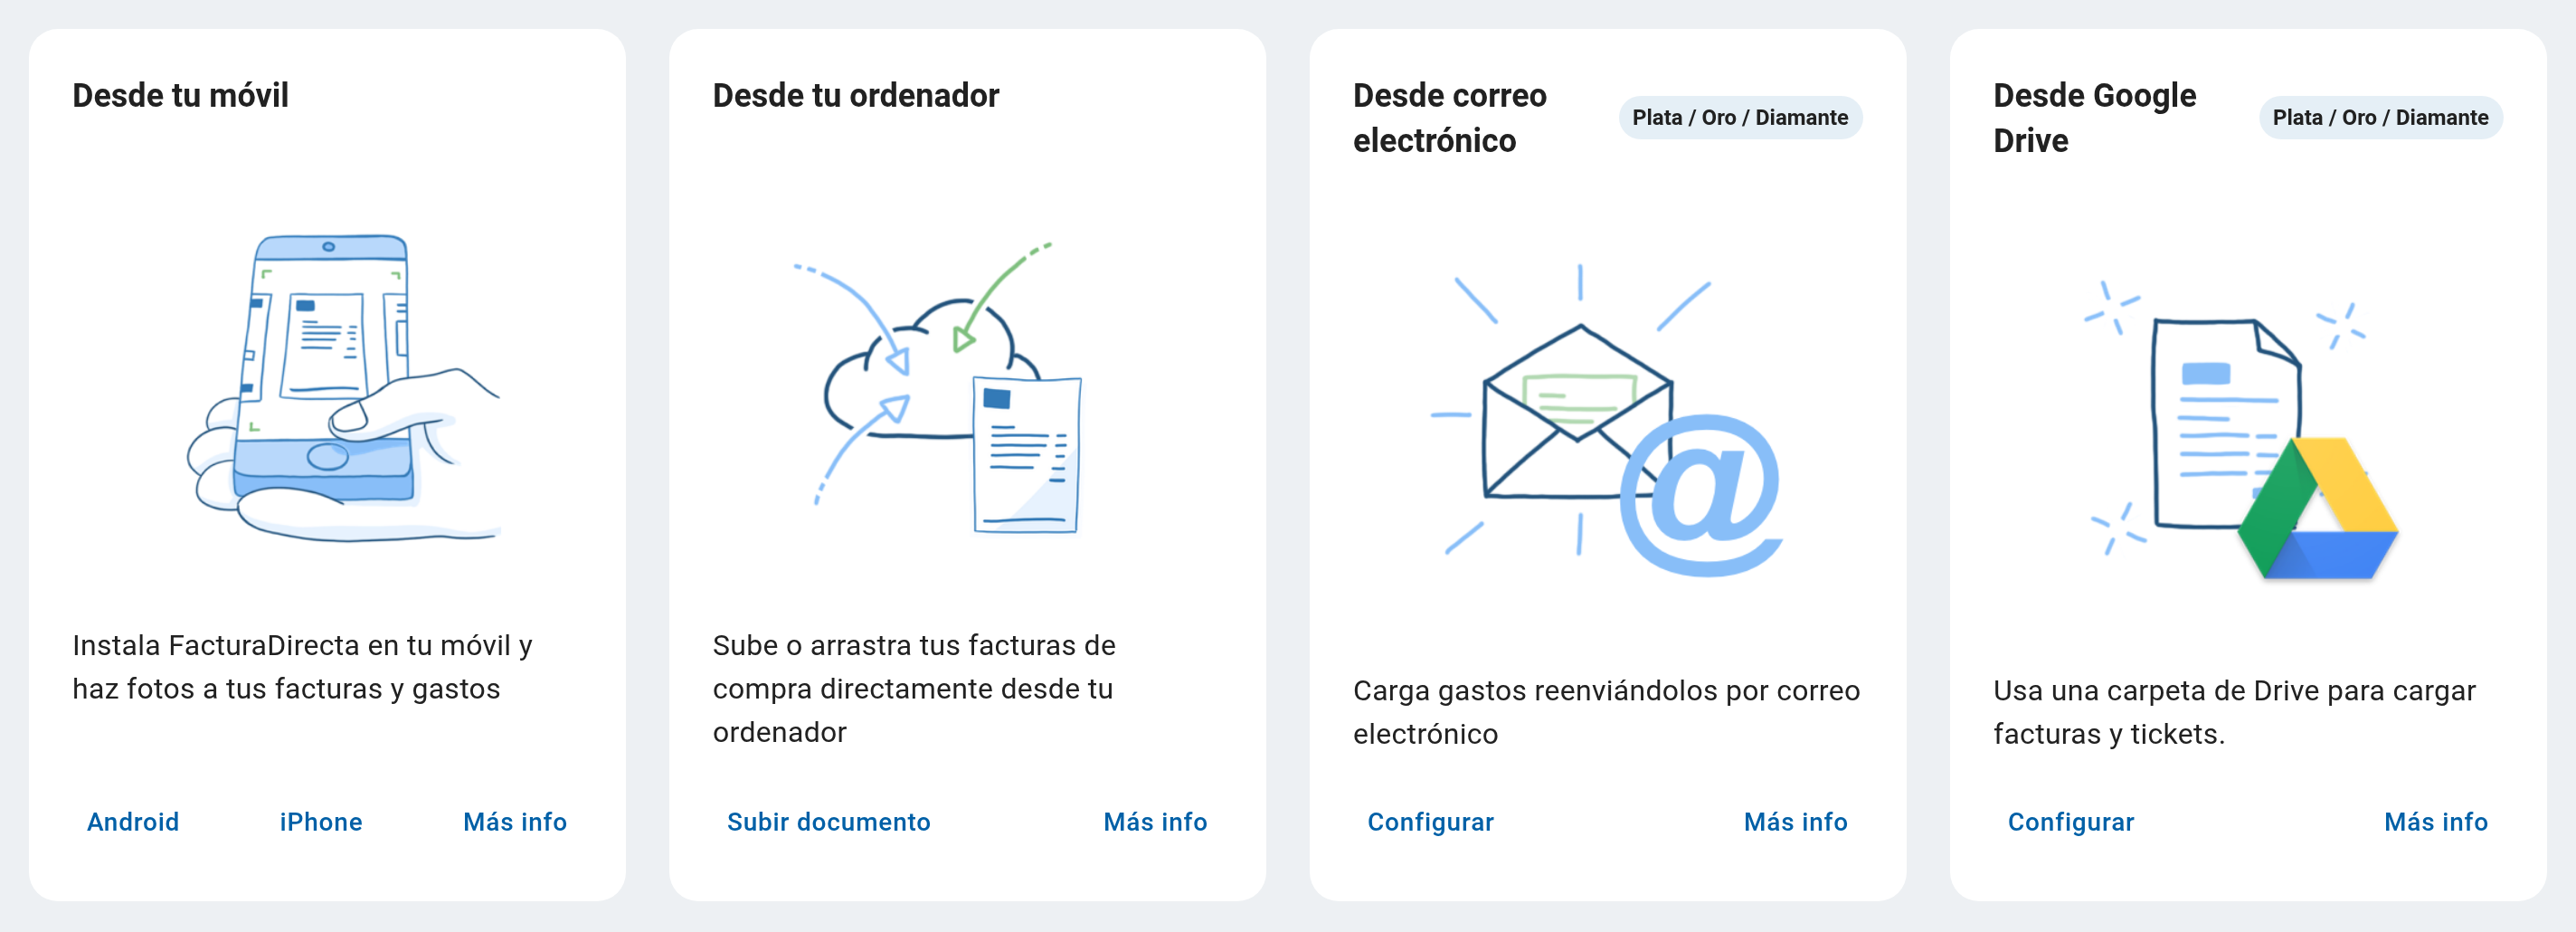 Desde tu móvil
Instala FacturaDirecta en tu móvil y
haz fotos a tus facturas y gastos
Android
iPhone
Más info
Desde tu ordenador
Sube o arrastra tus facturas de
compra directamente desde tu
ordenador
Subir documento
Más info
Desde correo
electrónico
Plata / Oro / Diamante
@
Carga gastos reenviándolos por correo
electrónico
Configurar
Más info
Desde Google
Drive
Plata / Oro / Diamante
Usa una carpeta de Drive para cargar
facturas y tickets.
Configurar
Más info